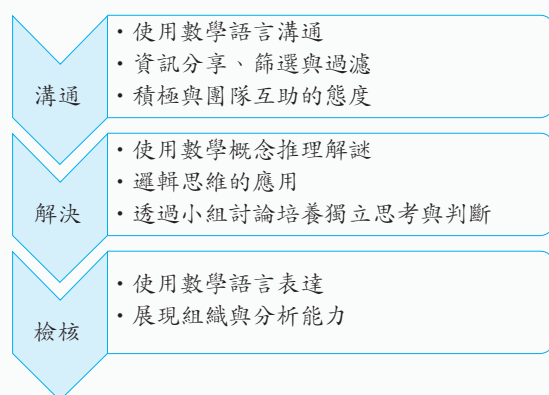 溝通
・使用數學語言溝通
・資訊分享、篩選與過濾
・積極與團隊互助的態度
解決
・使用數學概念推理解謎
・邏輯思維的應用
・透過小組討論培養獨立思考與判斷
檢核
・使用數學語言表達
・展現組織與分析能力